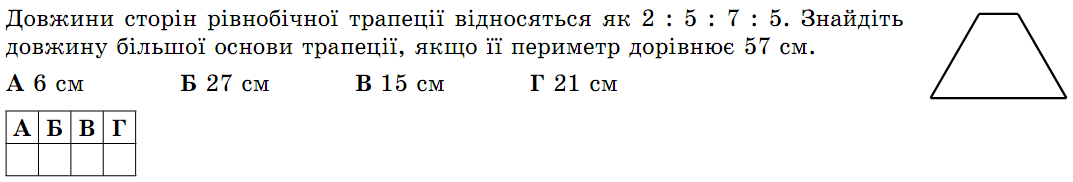 Довжини сторін рівнобічної трапеції відносяться як 2 : 5 : 7 : 5. Знайдіть
довжину більшої основи трапеції, якщо її периметр дорівнює 57 см.
А 6 см Б 27 см В 15 см Г 21 см
А Б В Г